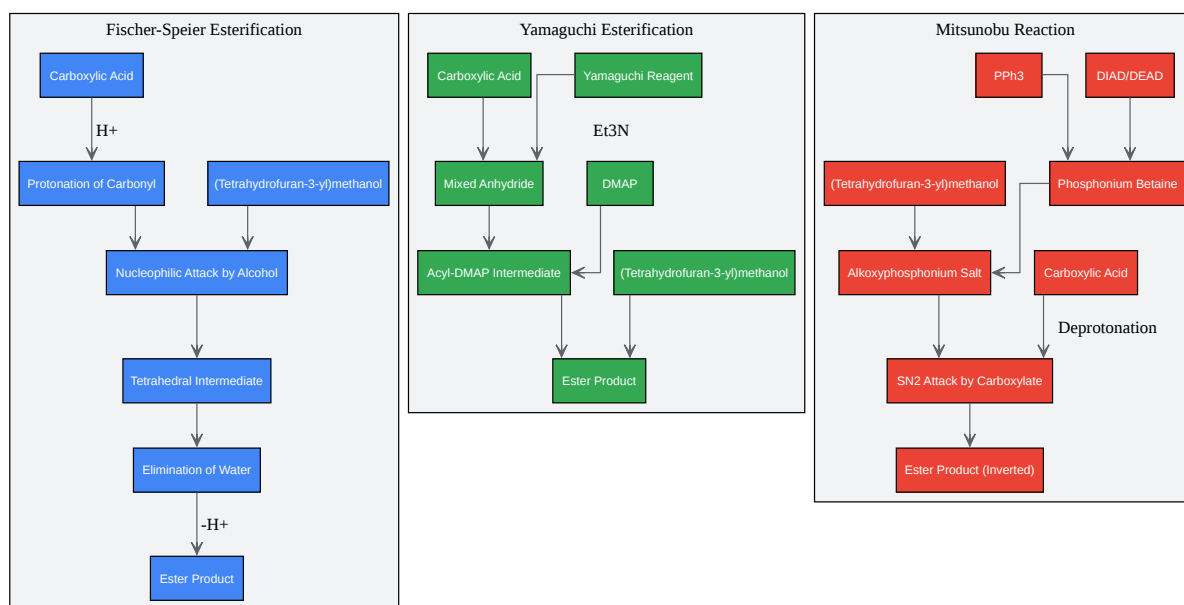 Fischer-Speier Esterification
Carboxylic Acid
H+
Protonation of Carbonyl
(Tetrahydrofuran-3-yl)methanol
Nucleophilic Attack by Alcohol
Tetrahedral Intermediate
Elimination of Water
-H+
Ester Product
Yamaguchi Esterification
Carboxylic Acid
Yamaguchi Reagent
Et3N
Mixed Anhydride
DMAP
Acyl-DMAP Intermediate
(Tetrahydrofuran-3-yl)methanol
Ester Product
Mitsunobu Reaction
PPh3
DIAD/DEAD
(Tetrahydrofuran-3-yl)methanol
Phosphonium Betaine
Alkoxyphosphonium Salt
Carboxylic Acid
Deprotonation
SN2 Attack by Carboxylate
Ester Product (Inverted)